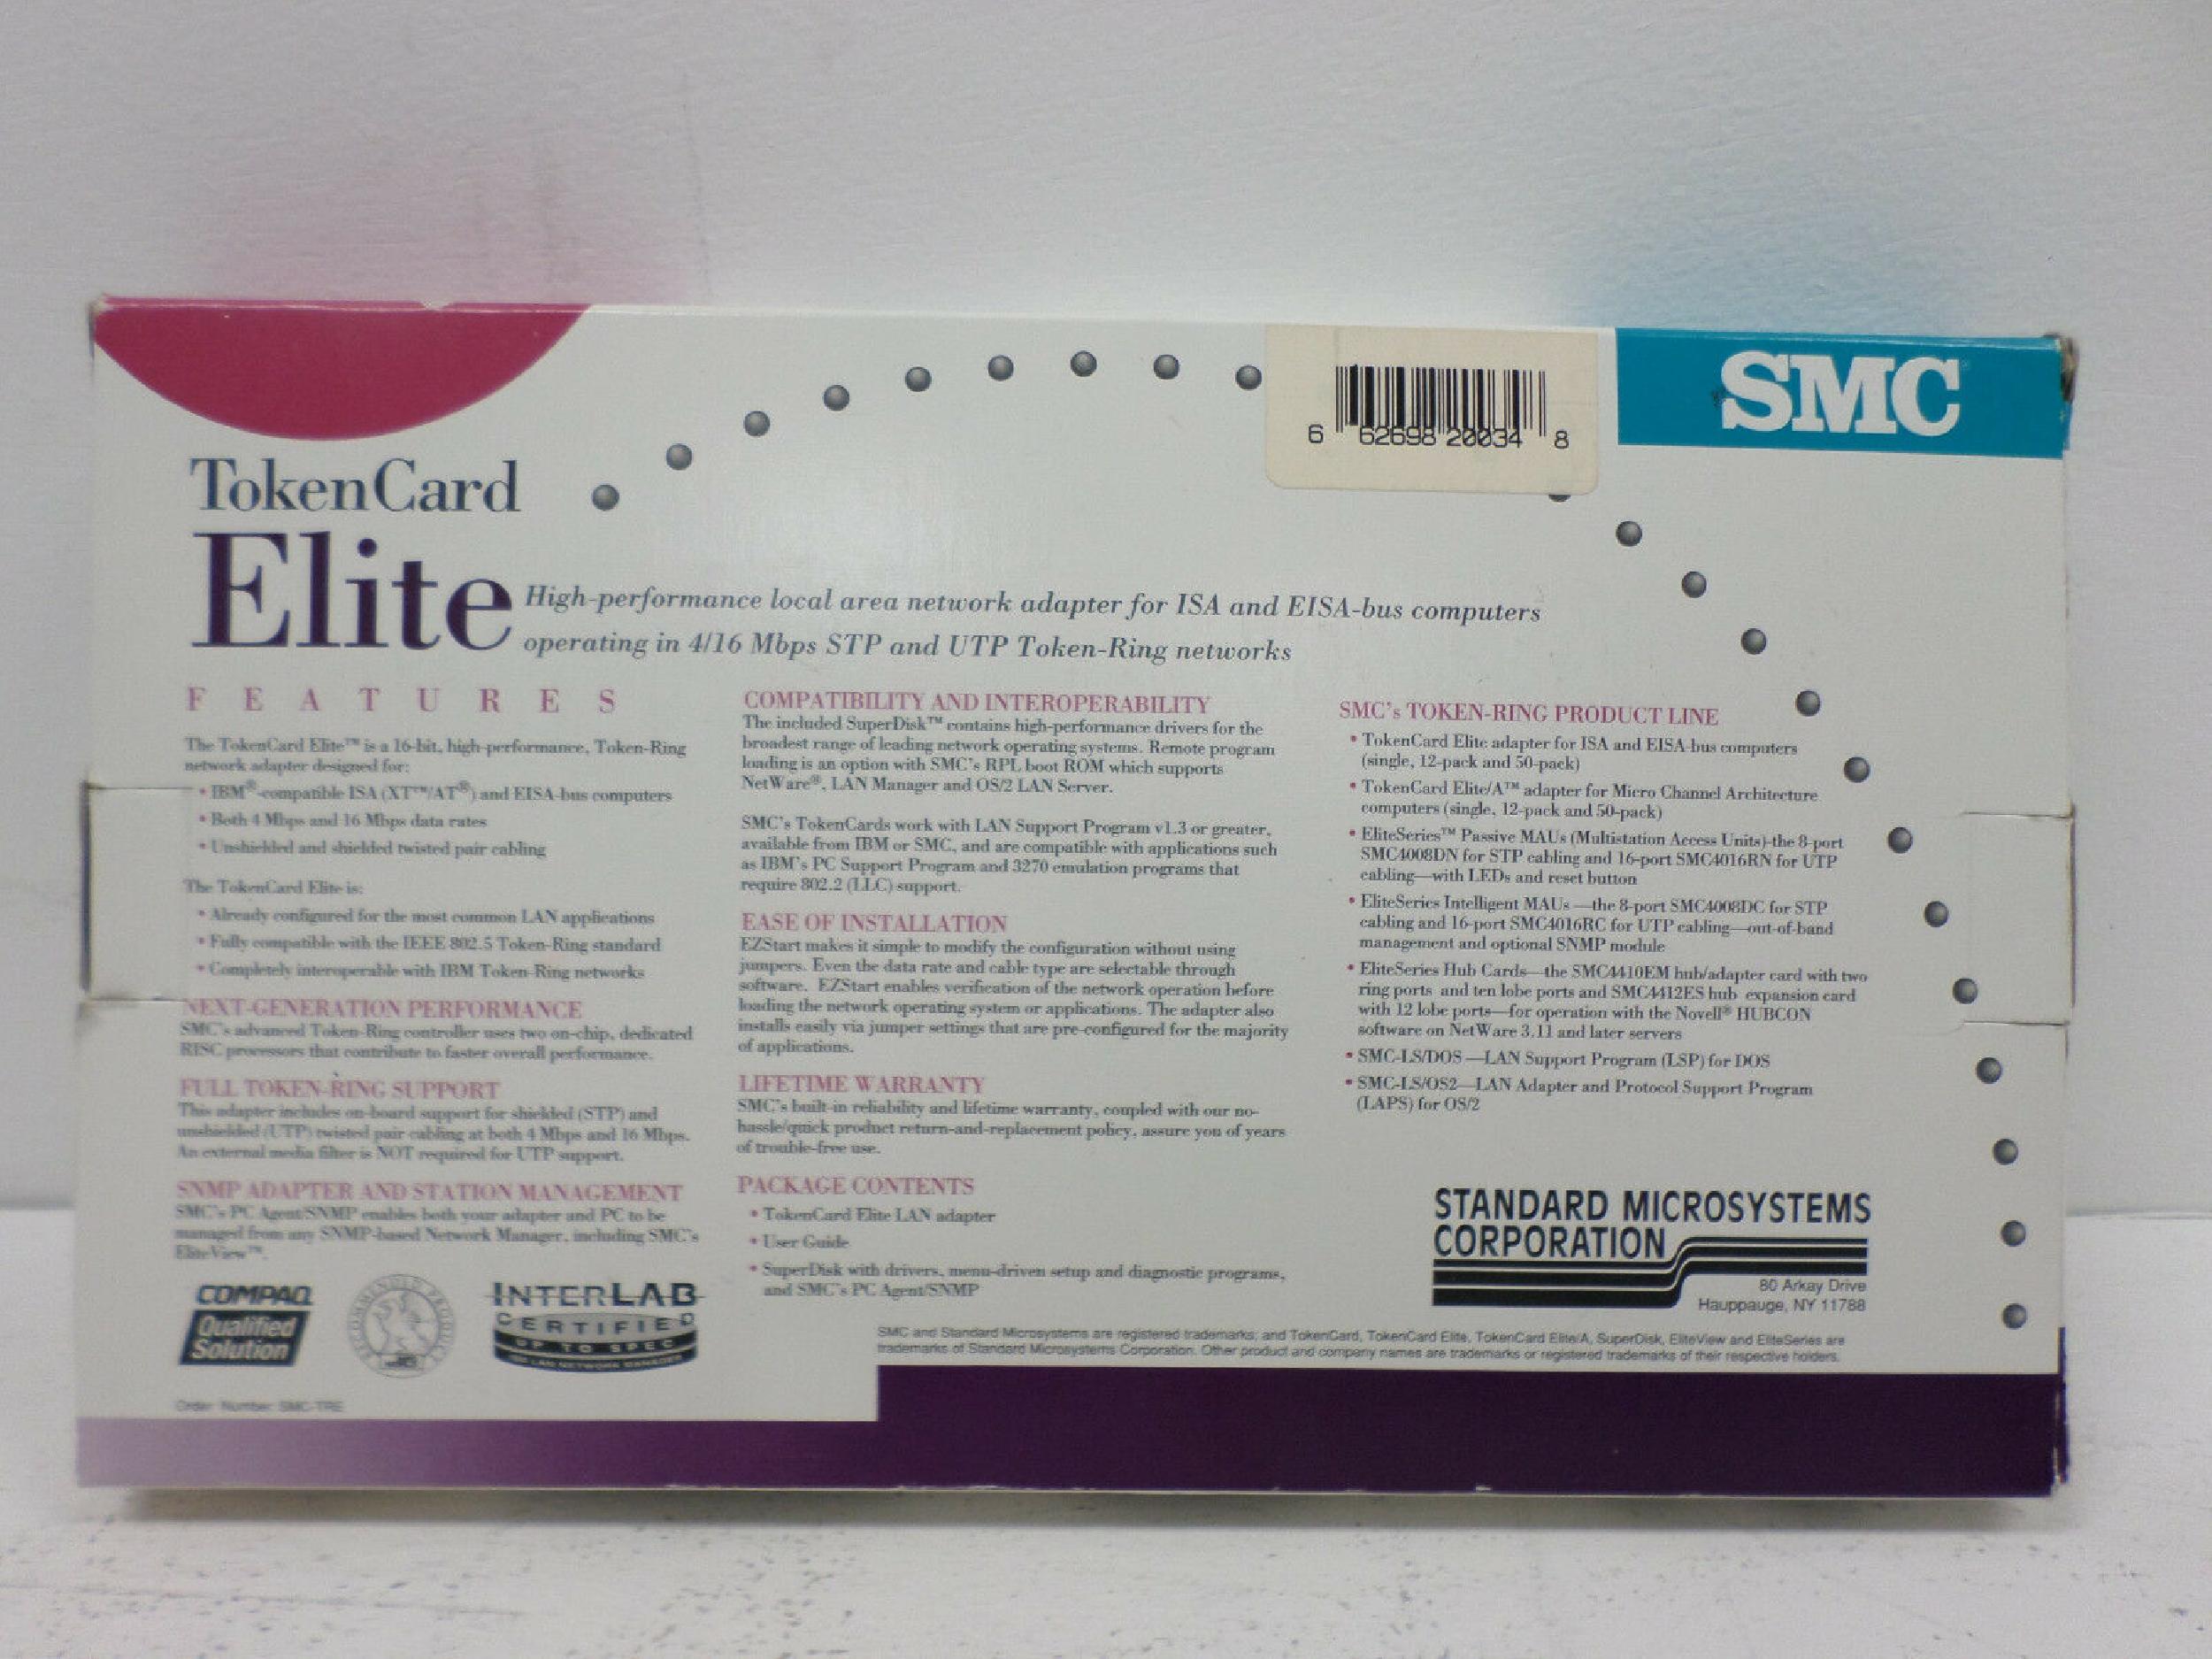 SMC
6 62698 20034 8
TokenCard
Elite
High-performance local area network adapter for ISA and EISA-bus computers
operating in 4/16 Mbps STP and UTP Token-Ring networks
FEATURES
The TokenCard Elite™ is a 16-bit, high-performance, Token-Ring
network adapter designed for:
• IBM®-compatible ISA (XT™/AT®) and EISA-bus computers
• Both 4 Mbps and 16 Mbps data rates
• Unshielded and shielded twisted pair cabling
The TokenCard Elite is:
• Already configured for the most common LAN applications
• Fully compatible with the IEEE 802.5 Token-Ring standard
• Completely interoperable with IBM Token-Ring networks
NEXT-GENERATION PERFORMANCE
SMC's advanced Token-Ring controller uses two on-chip, dedicated
RISC processors that contribute to faster overall performance.
FULL TOKEN-RING SUPPORT
This adapter includes on-board support for shielded (STP) and
unshielded (UTP) twisted pair cabling at both 4 Mbps and 16 Mbps.
An external media filter is NOT required for UTP support.
SNMP ADAPTER AND STATION MANAGEMENT
SMC's PC Agent/SNMP enables both your adapter and PC to be
managed from any SNMP-based Network Manager, including SMC's
EliteView™.
COMPAQ
Qualified
Solution
INTERLAB
CERTIFIED
UP TO SPEC
LAN NETWORK MANAGER
Order Number: SMC-TRE
COMPATIBILITY AND INTEROPERABILITY
The included SuperDisk™ contains high-performance drivers for the
broadest range of leading network operating systems. Remote program
loading is an option with SMC's RPL boot ROM which supports
NetWare®, LAN Manager and OS/2 LAN Server.
SMC's TokenCards work with LAN Support Program v1.3 or greater,
available from IBM or SMC, and are compatible with applications such
as IBM's PC Support Program and 3270 emulation programs that
require 802.2 (LLC) support.
EASE OF INSTALLATION
EZStart makes it simple to modify the configuration without using
jumpers. Even the data rate and cable type are selectable through
software. EZStart enables verification of the network operation before
loading the network operating system or applications. The adapter also
installs easily via jumper settings that are pre-configured for the majority
of applications.
LIFETIME WARRANTY
SMC's built-in reliability and lifetime warranty, coupled with our no-
hassle/quick product return-and-replacement policy, assure you of years
of trouble-free use.
PACKAGE CONTENTS
• TokenCard Elite LAN adapter
• User Guide
• SuperDisk with drivers, menu-driven setup and diagnostic programs,
and SMC's PC Agent/SNMP
SMC's TOKEN-RING PRODUCT LINE
• TokenCard Elite adapter for ISA and EISA-bus computers
(single, 12-pack and 50-pack)
• TokenCard Elite/A™ adapter for Micro Channel Architecture
computers (single, 12-pack and 50-pack)
• EliteSeries™ Passive MAUs (Multistation Access Units)-the 8-port
SMC4008DN for STP cabling and 16-port SMC4016RN for UTP
cabling—with LEDs and reset button
• EliteSeries Intelligent MAUs —the 8-port SMC4008DC for STP
cabling and 16-port SMC4016RC for UTP cabling—out-of-band
management and optional SNMP module
• EliteSeries Hub Cards—the SMC4410EM hub/adapter card with two
ring ports and ten lobe ports and SMC4412ES hub expansion card
with 12 lobe ports—for operation with the Novell® HUBCON
software on NetWare 3.11 and later servers
• SMC-LS/DOS —LAN Support Program (LSP) for DOS
• SMC-LS/OS2—LAN Adapter and Protocol Support Program
(LAPS) for OS/2
STANDARD MICROSYSTEMS
CORPORATION
80 Arkay Drive
Hauppauge, NY 11788
SMC and Standard Microsystems are registered trademarks; and TokenCard, TokenCard Elite, TokenCard Elite/A, SuperDisk, EliteView and EliteSeries are
trademarks of Standard Microsystems Corporation. Other product and company names are trademarks or registered trademarks of their respective holders.